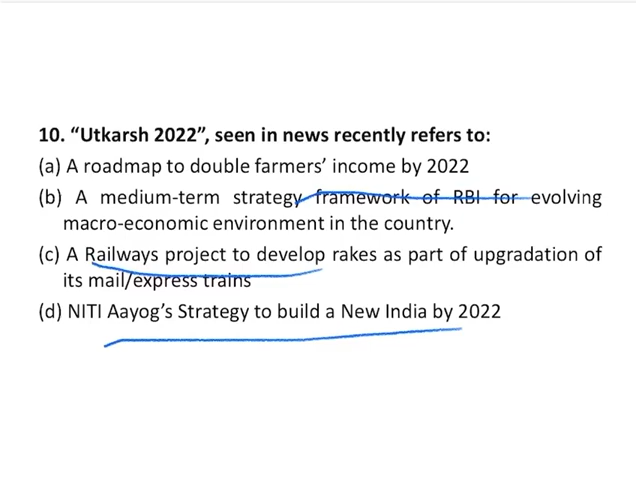 10. “Utkarsh 2022”, seen in news recently refers to:
(a) A roadmap to double farmers’ income by 2022
(b) A medium-term strategy framework of RBI for evolving
macro-economic environment in the country.
(c) A Railways project to develop rakes as part of upgradation of
its mail/express trains
(d) NITI Aayog’s Strategy to build a New India by 2022